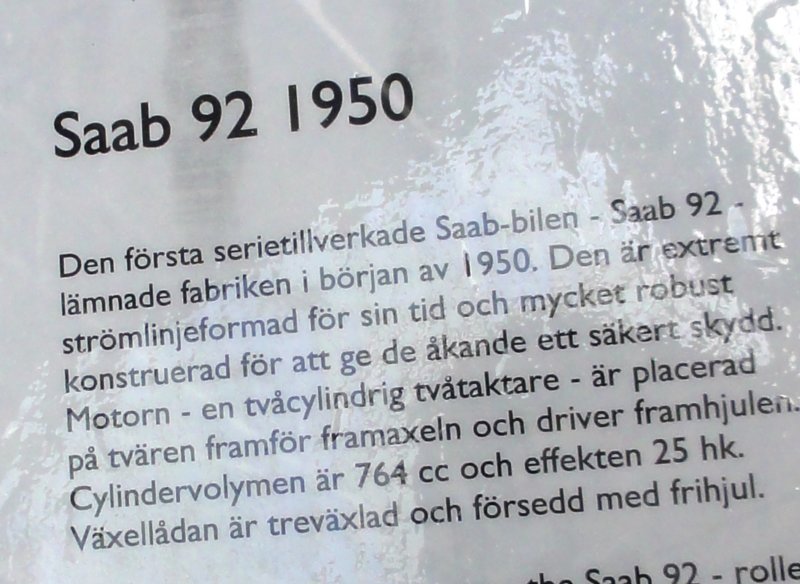 Saab 92 1950
Den första serietillverkade Saab-bilen - Saab 92 -
lämnade fabriken i början av 1950. Den är extremt
strömlinjeformad för sin tid och mycket robust
konstruerad för att ge de åkande ett säkert skydd.
Motorn - en tvåcylindrig tvåtaktare - är placerad
på tvären framför framaxeln och driver framhjulen.
Cylindervolymen är 764 cc och effekten 25 hk.
Växellådan är treväxlad och försedd med frihjul.
the Saab 92 - rolle